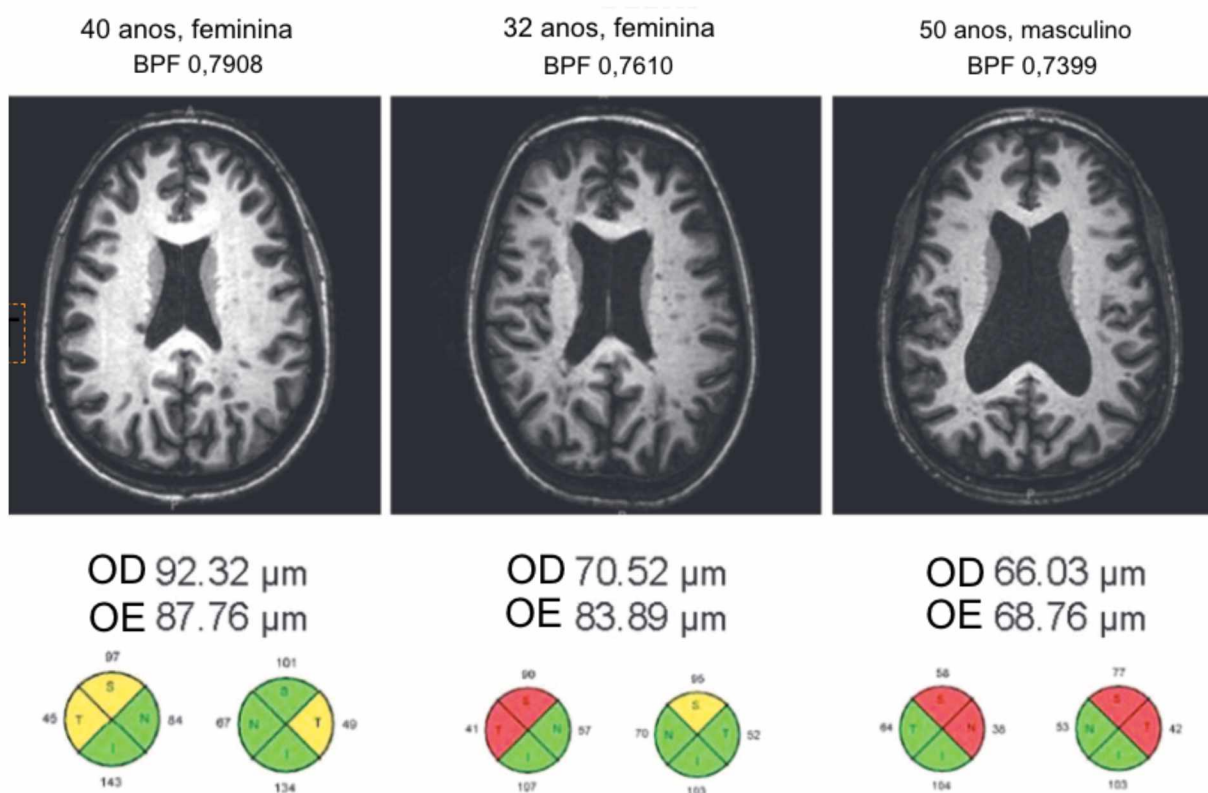 40 anos, feminina
BPF 0,7908
32 anos, feminina
BPF 0,7610
50 anos, masculino
BPF 0,7399
A
P
P
OD 92.32 µm
OE 87.76 µm
OD 70.52 µm
OE 83.89 µm
OD 66.03 µm
OE 68.76 µm
97
S
45 T N 84
I
143
101
S
67 N T 49
I
134
90
S
41 T N 57
I
107
95
S
70 N T 52
I
103
58
S
64 T N 38
I
104
77
S
53 N T 42
I
103